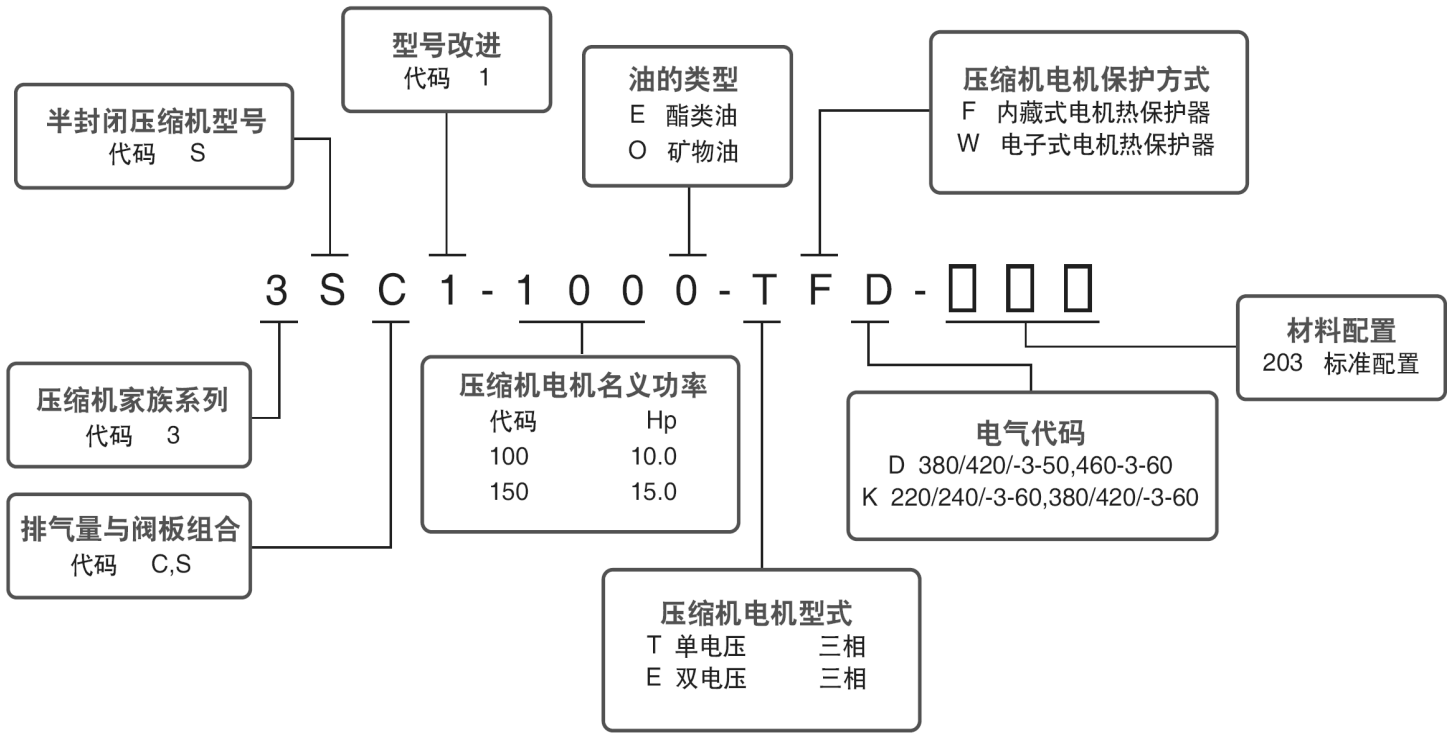 型号改进
代码 1
油的类型
E 酯类油
O 矿物油
压缩机电机保护方式
F 内藏式电机热保护器
W 电子式电机热保护器
半封闭压缩机型号
代码 S
3 S C 1 - 1 0 0 0 - T F D - □ □ □
材料配置
203 标准配置
压缩机家族系列
代码 3
压缩机电机名义功率
代码 Hp
100 10.0
150 15.0
电气代码
D 380/420/-3-50,460-3-60
K 220/240/-3-60,380/420/-3-60
排气量与阀板组合
代码 C,S
压缩机电机型式
T 单电压 三相
E 双电压 三相